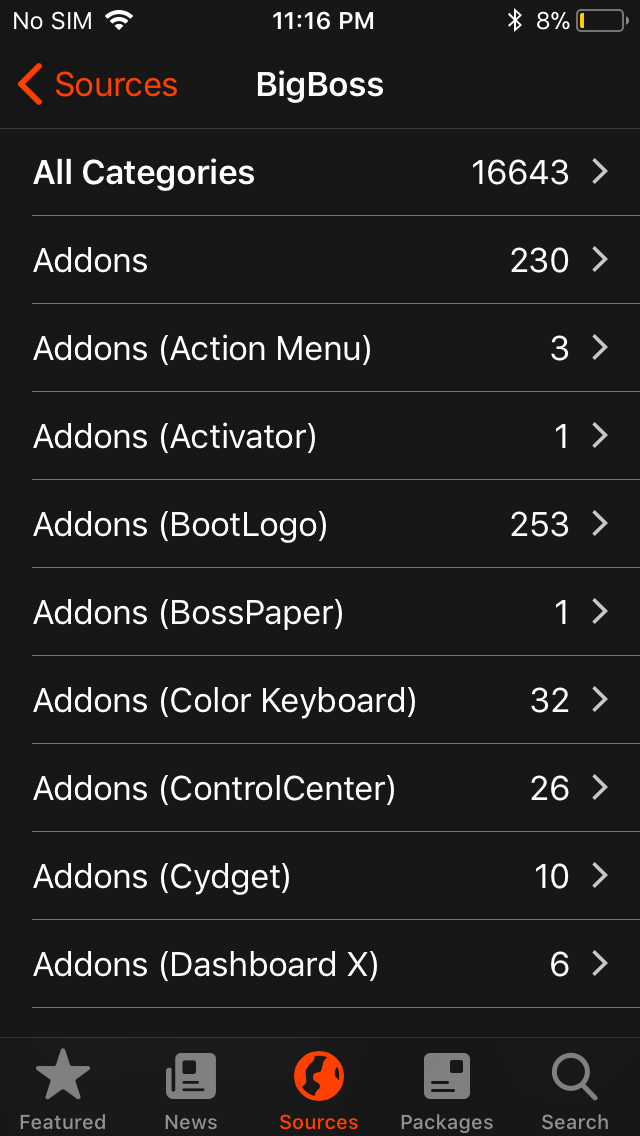 No SIM 11:16 PM 8%
Sources BigBoss
All Categories 16643
Addons 230
Addons (Action Menu) 3
Addons (Activator) 1
Addons (BootLogo) 253
Addons (BossPaper) 1
Addons (Color Keyboard) 32
Addons (ControlCenter) 26
Addons (Cydget) 10
Addons (Dashboard X) 6
Featured News Sources Packages Search